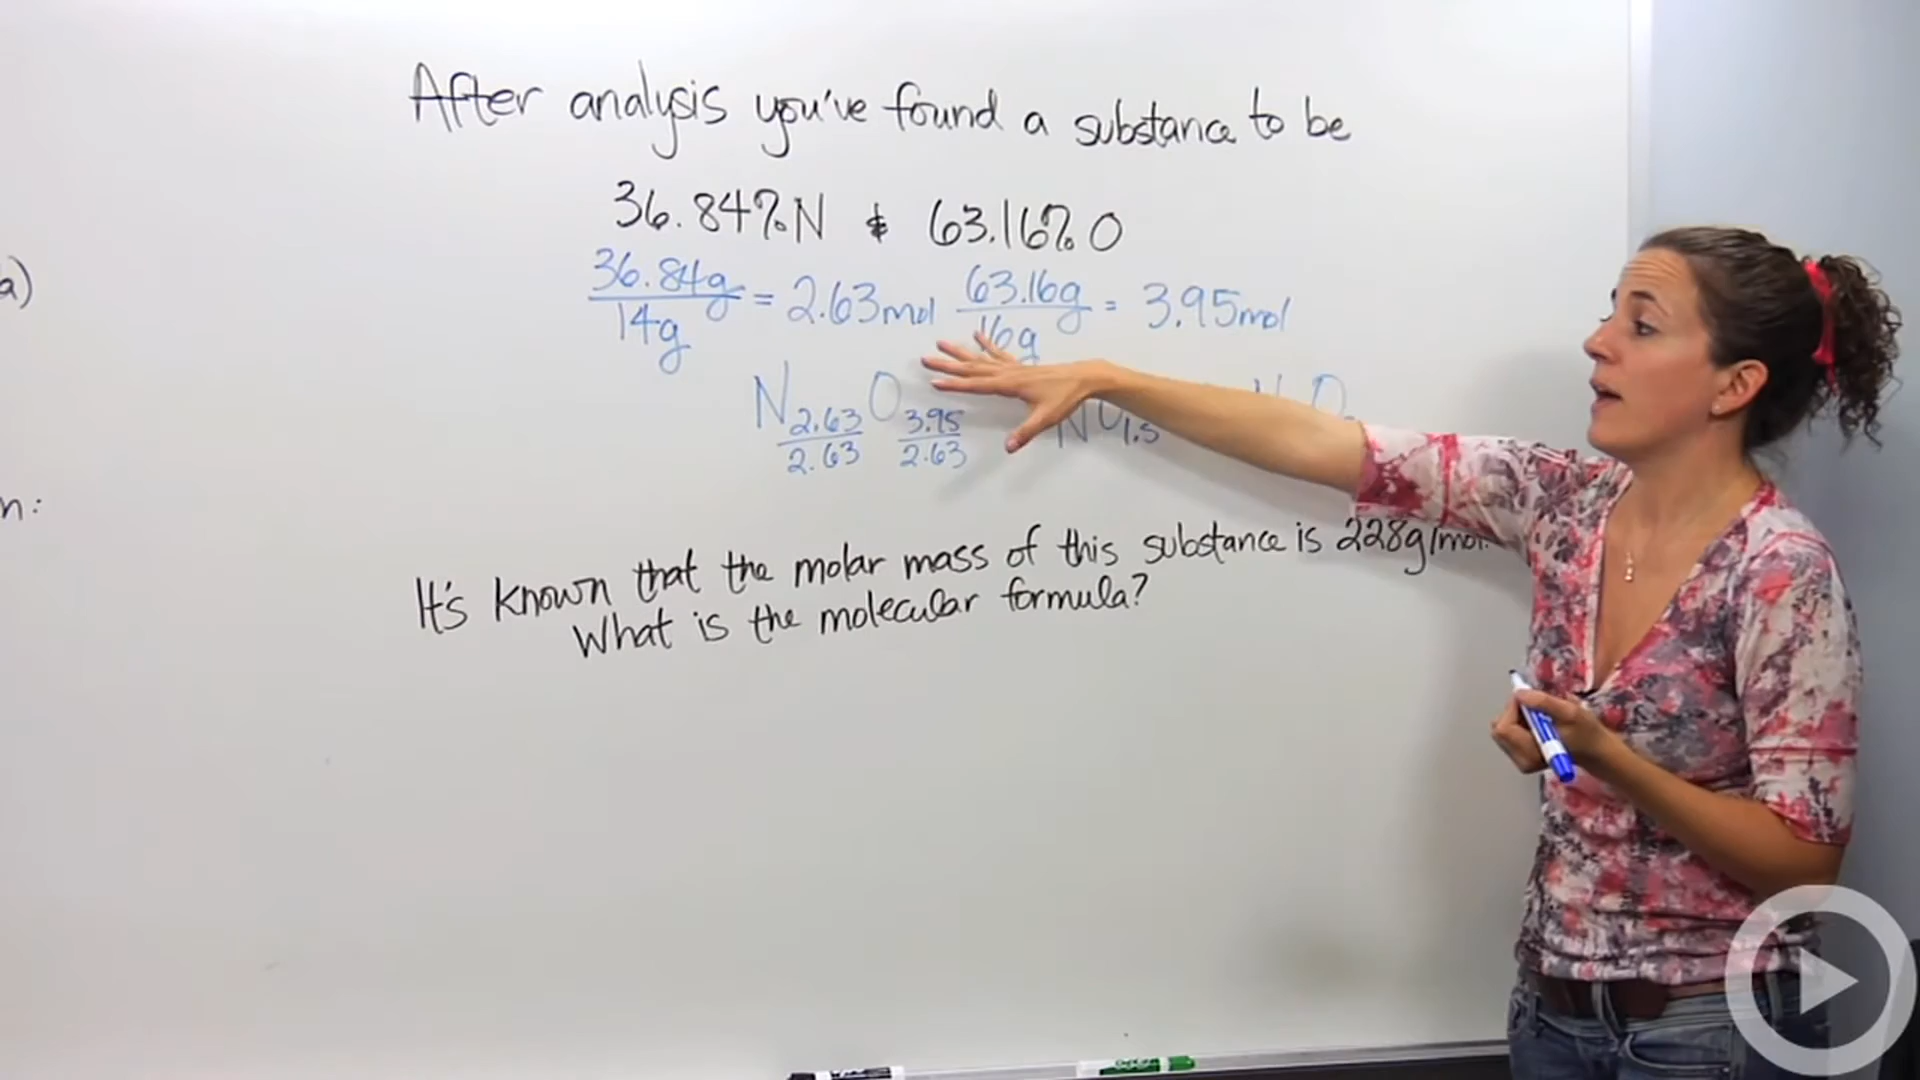 After analysis you've found a substance to be
36.84% N & 63.16% O
36.84g/14g = 2.63mol 63.16g/16g = 3.95mol
a)
N2.63/2.63 O3.95/2.63 NO1.5 N O
n:
It's known that the molar mass of this substance is 228g/mol.
What is the molecular formula?